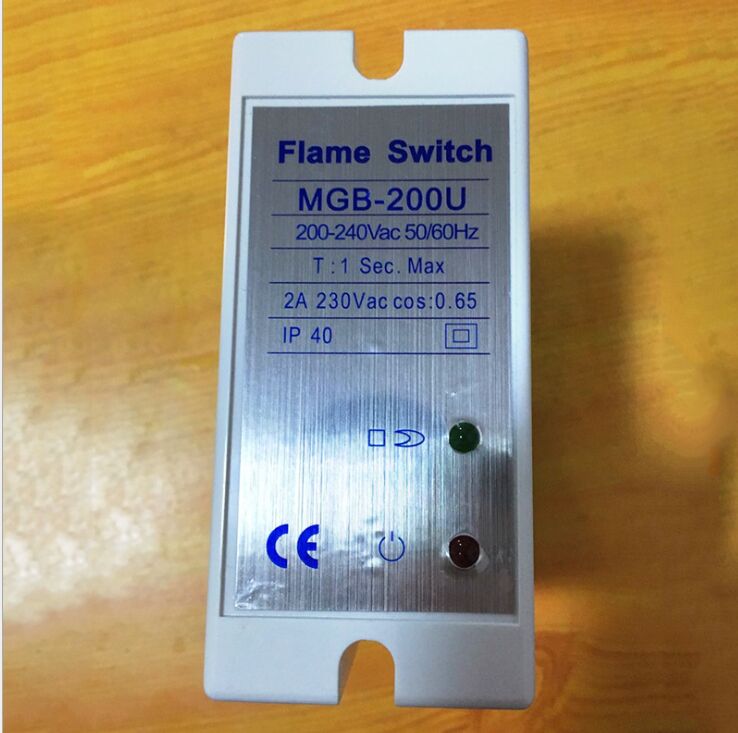 Flame Switch
MGB-200U
200-240Vac 50/60Hz
T : 1 Sec. Max
2A 230Vac cos:0.65
IP 40
CE